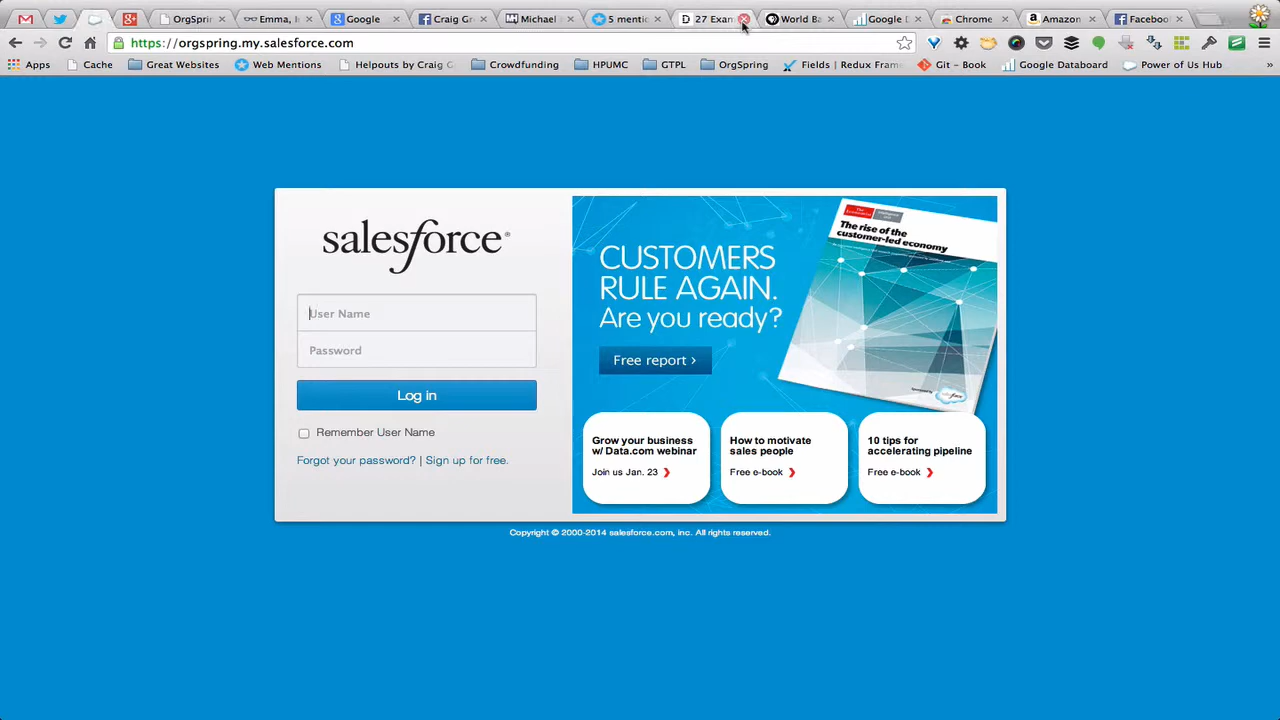 OrgSpri
Emma, I
Google
Craig Gr
Michael
5 mentio
27 Exam
World Ba
Google D
Chrome
Amazon
Faceboo
https://orgspring.my.salesforce.com
Apps
Cache
Great Websites
Web Mentions
Helpouts by Craig G
Crowdfunding
HPUMC
GTPL
OrgSpring
Fields | Redux Fram
Git – Book
Google Databoard
Power of Us Hub
»
salesforce®
User Name
Password
Log in
Remember User Name
Forgot your password? | Sign up for free.
The rise of the
customer-led economy
CUSTOMERS
RULE AGAIN.
Are you ready?
Free report ›
Grow your business
w/ Data.com webinar
Join us Jan. 23 ❯
How to motivate
sales people
Free e-book ❯
10 tips for
accelerating pipeline
Free e-book ❯
Copyright © 2000-2014 salesforce.com, inc. All rights reserved.